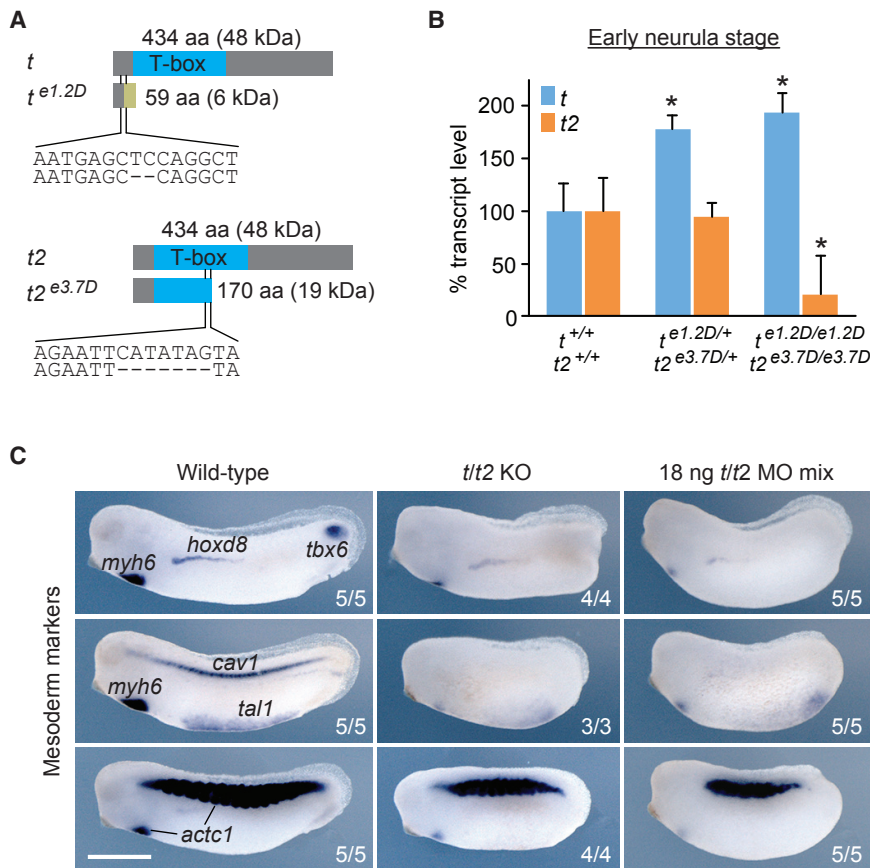 A
434 aa (48 kDa)
t
T-box
t e1.2D
59 aa (6 kDa)
AATGAGCTCCAGGCT
AATGAGC--CAGGCT
434 aa (48 kDa)
t2
T-box
t2 e3.7D
170 aa (19 kDa)
AGAATTCATATAGTA
AGAATT-------TA
B
Early neurula stage
t
t2
% transcript level
200
150
100
50
0
*
*
*
t +/+
t2 +/+
t e1.2D/+
t2 e3.7D/+
t e1.2D/e1.2D
t2 e3.7D/e3.7D
C
Wild-type
t/t2 KO
18 ng t/t2 MO mix
Mesoderm markers
hoxd8
tbx6
myh6
5/5
4/4
5/5
cav1
myh6
tal1
5/5
3/3
5/5
actc1
5/5
4/4
5/5